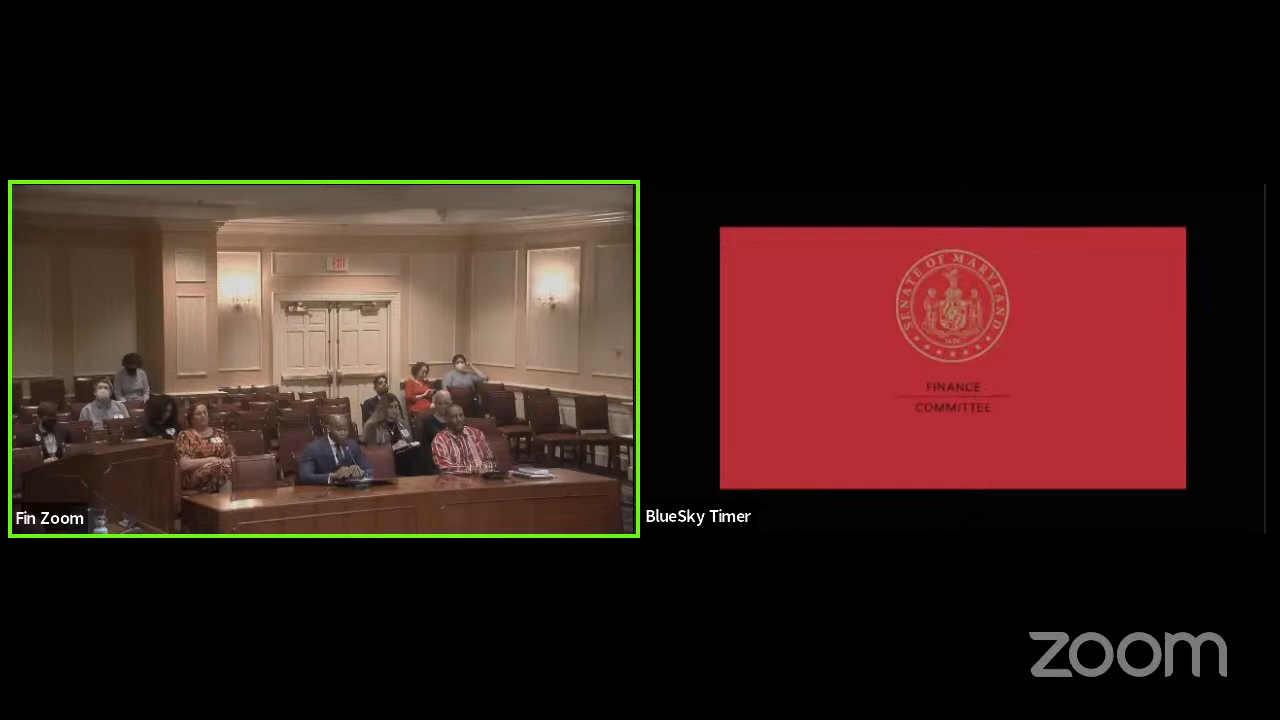 EXIT
Fin Zoom
SENATE OF MARYLAND
FINANCE
COMMITTEE
BlueSky Timer
zoom